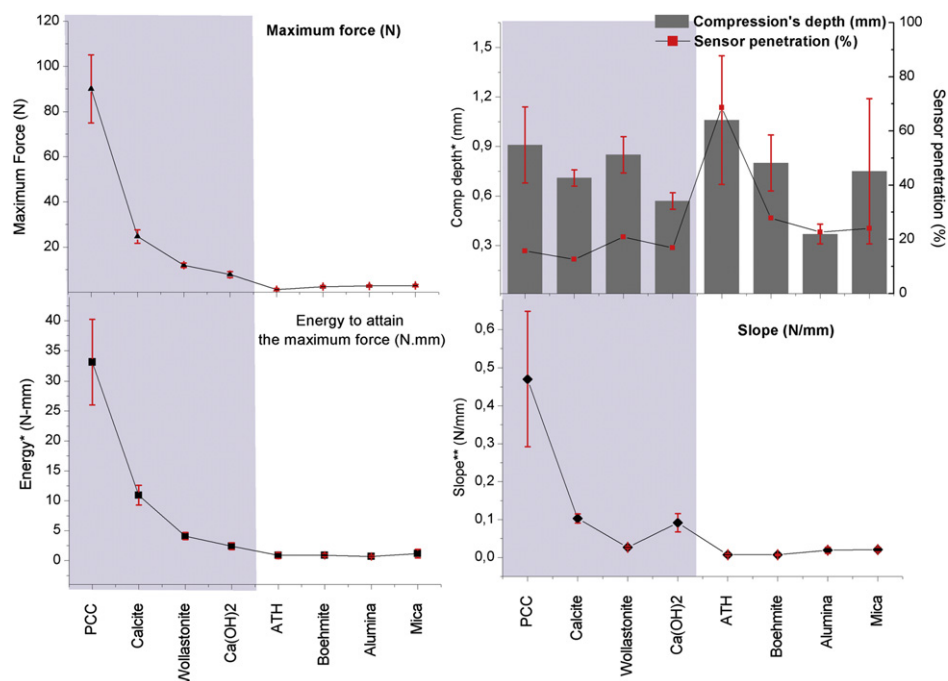 Maximum force (N)
120
100
80
60
40
20
Maximum Force (N)
Compression's depth (mm)
Sensor penetration (%)
1,5
1,2
0,9
0,6
0,3
Comp depth* (mm)
100
80
60
40
20
0
Sensor penetration (%)
Energy to attain
the maximum force (N.mm)
40
35
30
25
20
15
10
5
0
Energy* (N-mm)
PCC
Calcite
Wollastonite
Ca(OH)2
ATH
Boehmite
Alumina
Mica
Slope (N/mm)
0,6
0,5
0,4
0,3
0,2
0,1
0,0
Slope** (N/mm)
PCC
Calcite
Wollastonite
Ca(OH)2
ATH
Boehmite
Alumina
Mica